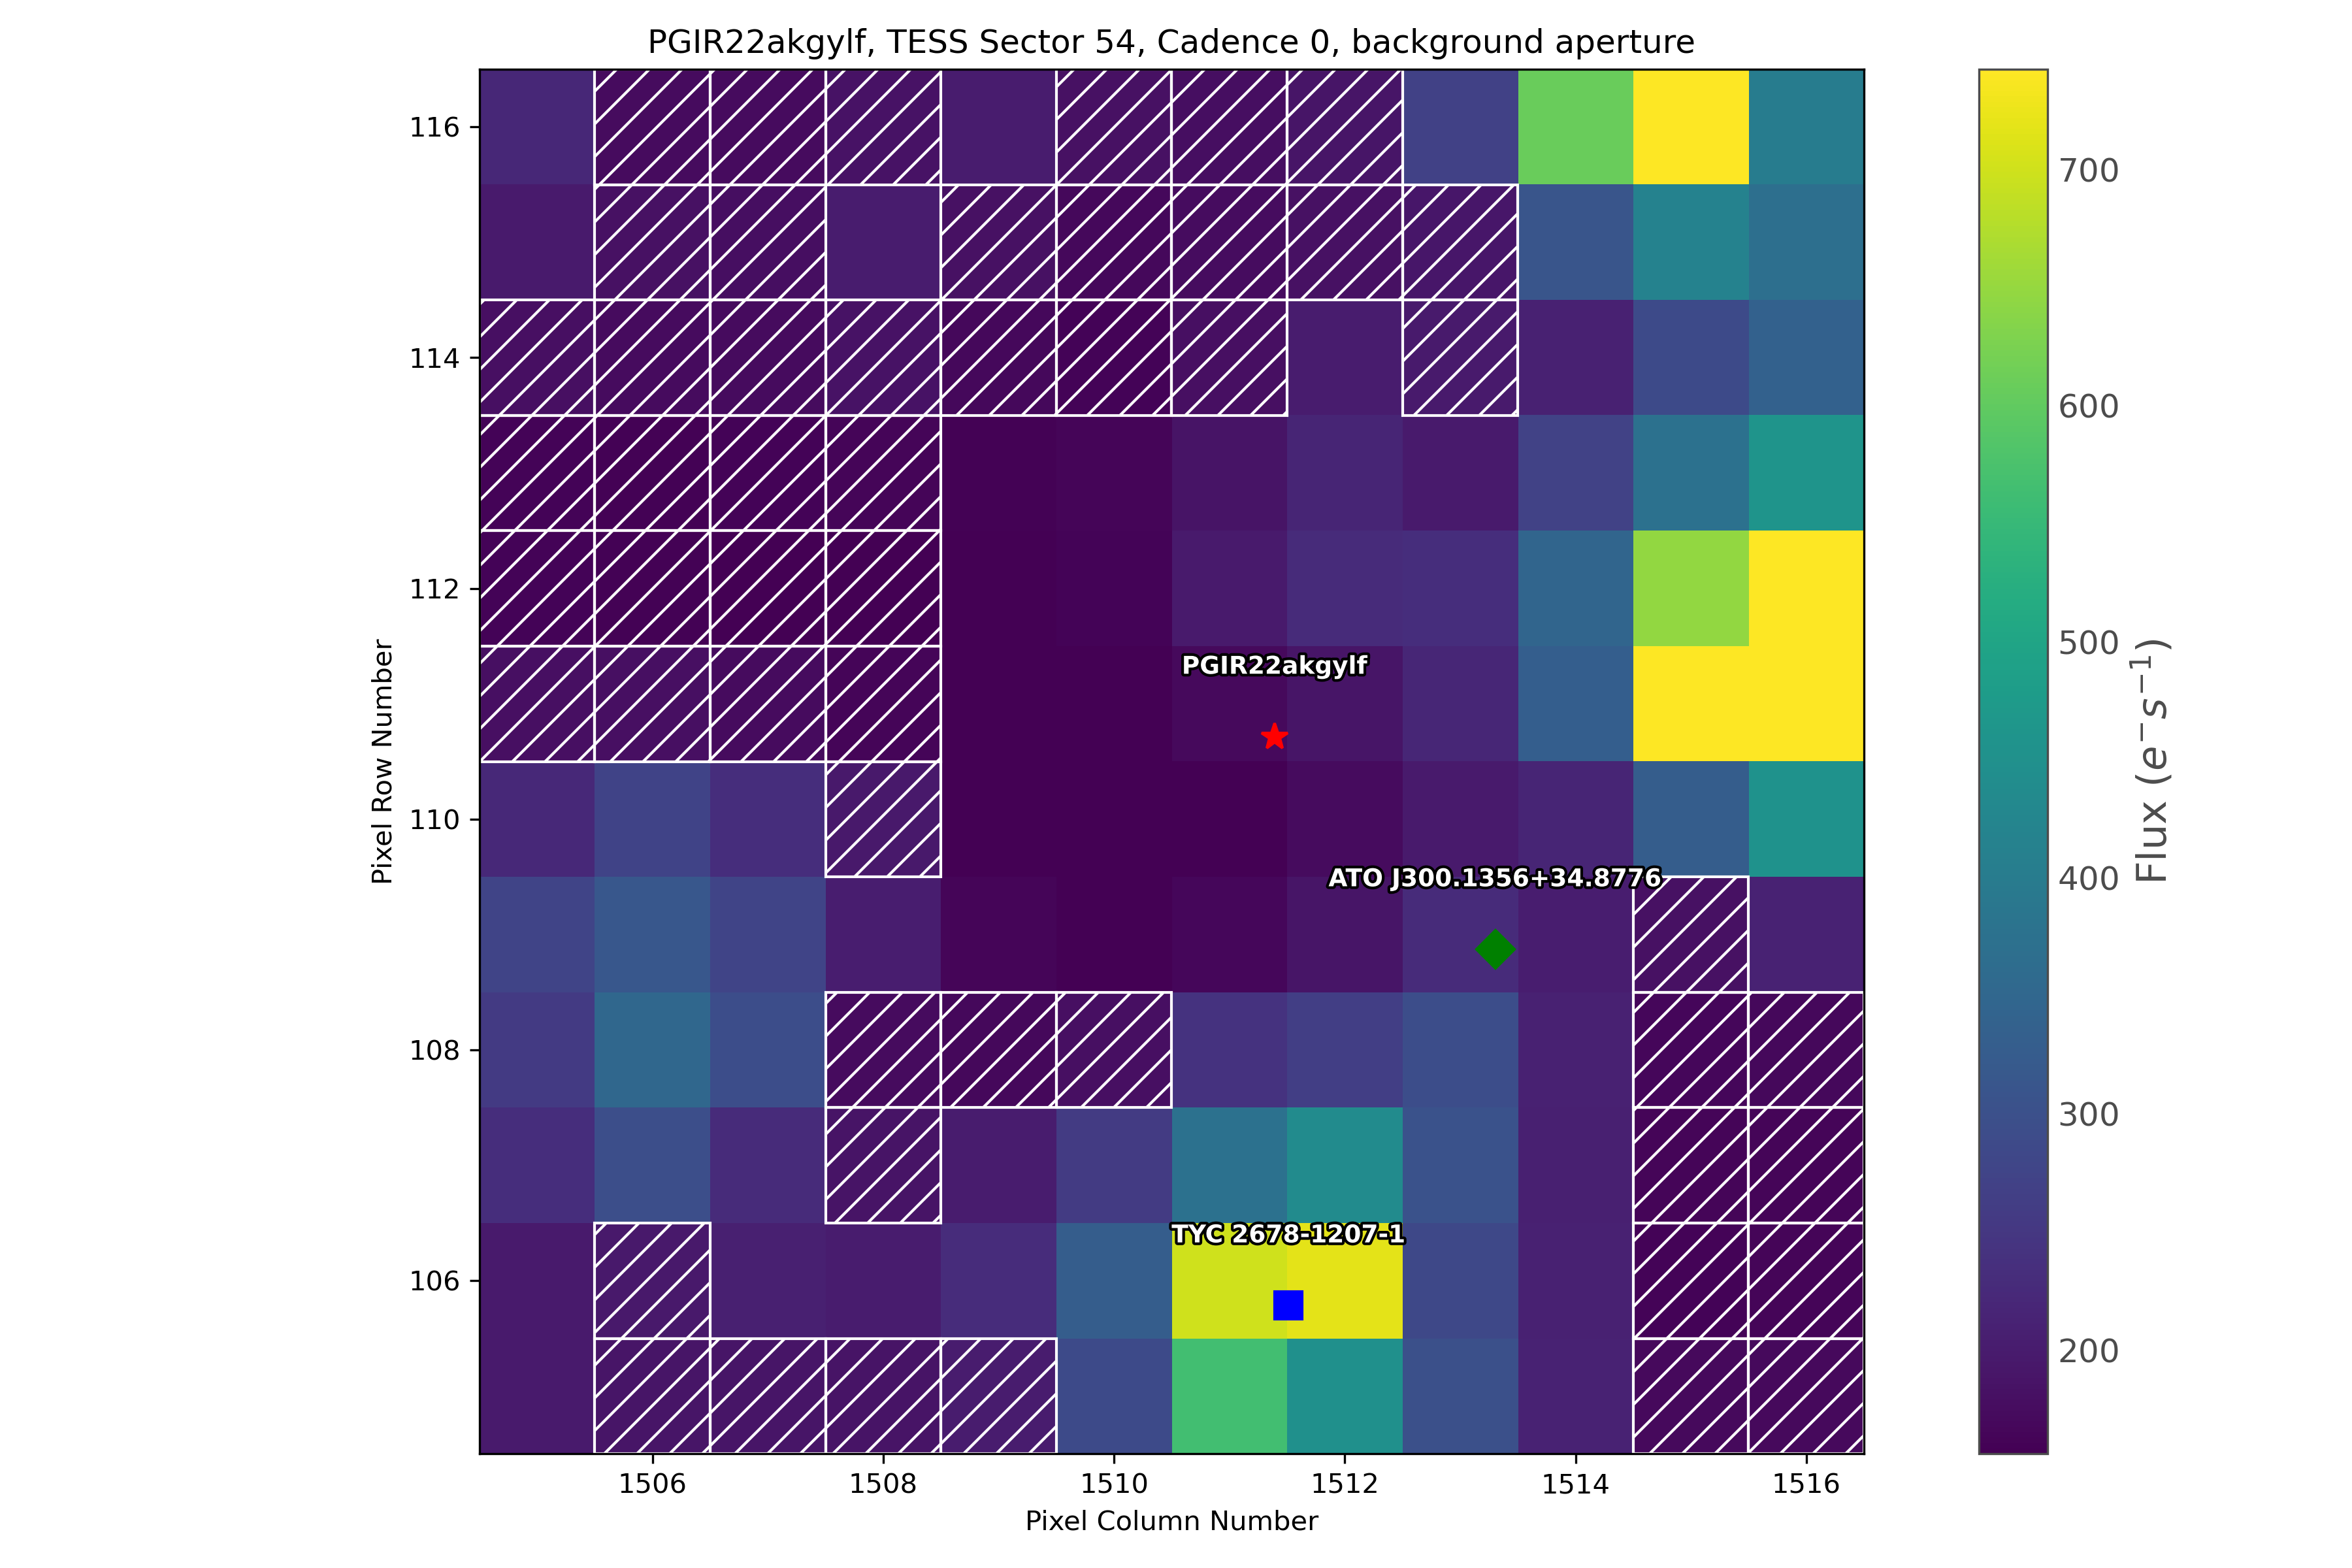 PGIR22akgylf, TESS Sector 54, Cadence 0, background aperture
116
114
112
110
108
106
Pixel Row Number
PGIR22akgylf
ATO J300.1356+34.8776
TYC 2678-1207-1
1506 1508 1510 1512 1514 1516
Pixel Column Number
700
600
500
400
300
200
Flux (e⁻s⁻¹)